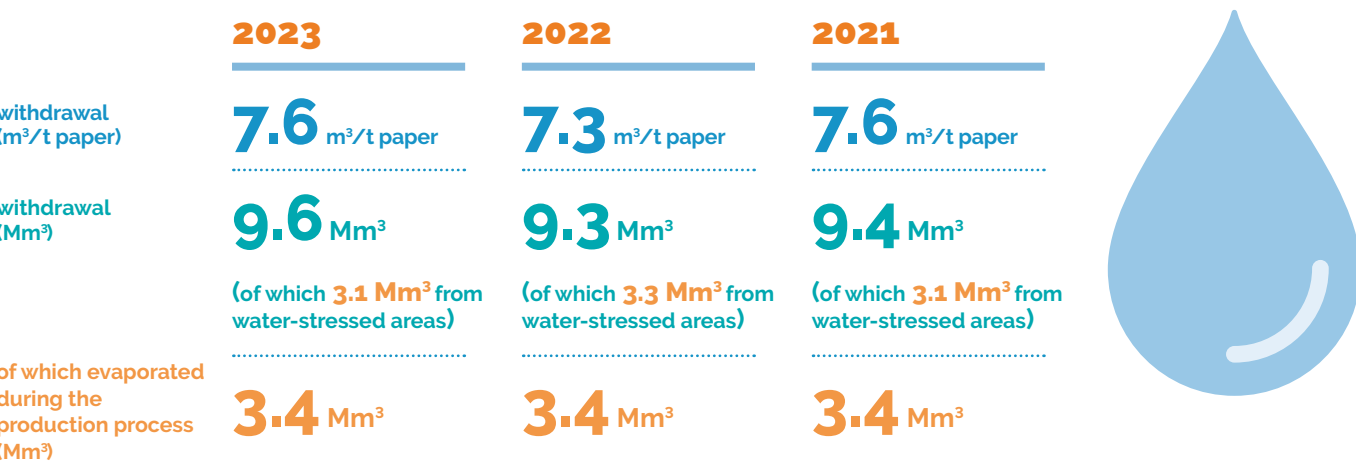 2023 2022 2021
withdrawal
(m³/t paper)
7.6 m³/t paper 7.3 m³/t paper 7.6 m³/t paper
withdrawal
(Mm³)
9.6 Mm³ 9.3 Mm³ 9.4 Mm³
(of which 3.1 Mm³ from
water-stressed areas)
(of which 3.3 Mm³ from
water-stressed areas)
(of which 3.1 Mm³ from
water-stressed areas)
of which evaporated
during the
production process
(Mm³)
3.4 Mm³ 3.4 Mm³ 3.4 Mm³